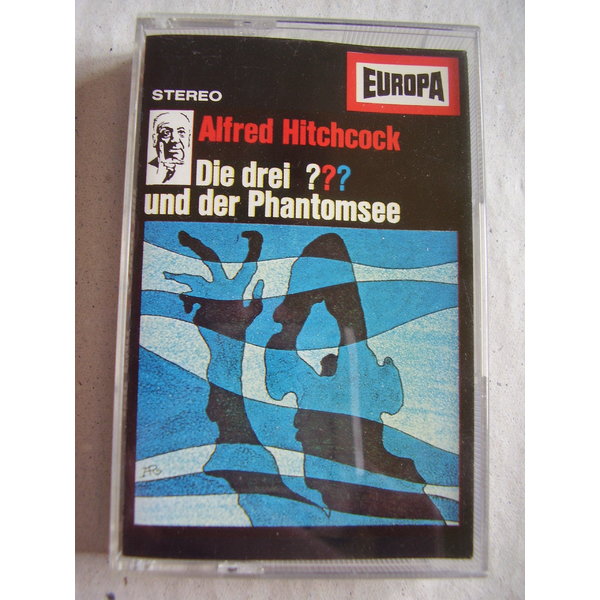 EUROPA
STEREO
Alfred Hitchcock
Die drei ???
und der Phantomsee